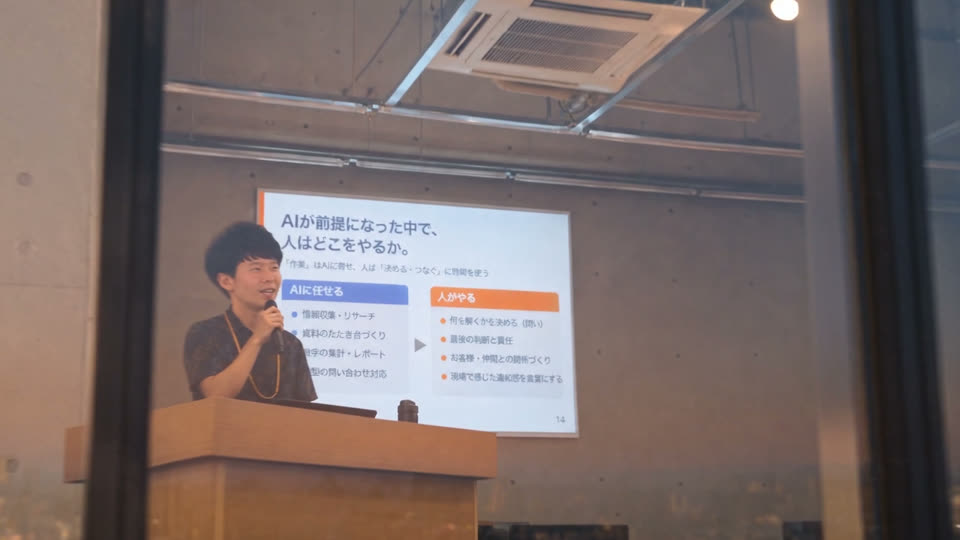 AIが前提になった中で、
人はどこをやるか。
「作業」はAIに寄せ、人は「決める・つなぐ」に時間を使う
AIに任せる
情報収集・リサーチ
資料のたたき台づくり
の集計・レポート
型の問い合わせ対応
人がやる
何を解くかを決める（問い）
最後の判断と責任
お客様・仲間との関係づくり
現場で感じた違和感を言葉にする
14